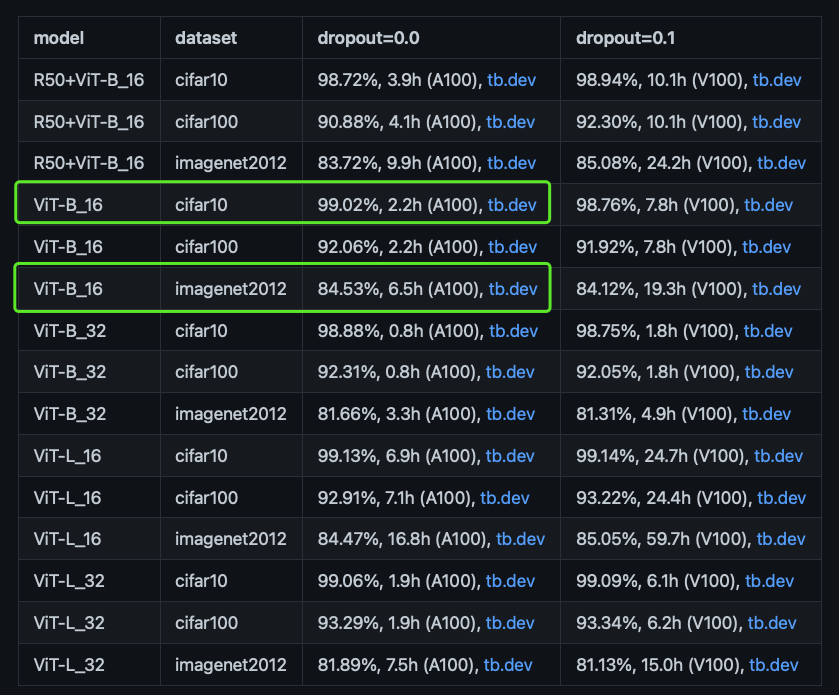 model dataset dropout=0.0 dropout=0.1
R50+ViT-B_16 cifar10 98.72%, 3.9h (A100), tb.dev 98.94%, 10.1h (V100), tb.dev
R50+ViT-B_16 cifar100 90.88%, 4.1h (A100), tb.dev 92.30%, 10.1h (V100), tb.dev
R50+ViT-B_16 imagenet2012 83.72%, 9.9h (A100), tb.dev 85.08%, 24.2h (V100), tb.dev
ViT-B_16 cifar10 99.02%, 2.2h (A100), tb.dev 98.76%, 7.8h (V100), tb.dev
ViT-B_16 cifar100 92.06%, 2.2h (A100), tb.dev 91.92%, 7.8h (V100), tb.dev
ViT-B_16 imagenet2012 84.53%, 6.5h (A100), tb.dev 84.12%, 19.3h (V100), tb.dev
ViT-B_32 cifar10 98.88%, 0.8h (A100), tb.dev 98.75%, 1.8h (V100), tb.dev
ViT-B_32 cifar100 92.31%, 0.8h (A100), tb.dev 92.05%, 1.8h (V100), tb.dev
ViT-B_32 imagenet2012 81.66%, 3.3h (A100), tb.dev 81.31%, 4.9h (V100), tb.dev
ViT-L_16 cifar10 99.13%, 6.9h (A100), tb.dev 99.14%, 24.7h (V100), tb.dev
ViT-L_16 cifar100 92.91%, 7.1h (A100), tb.dev 93.22%, 24.4h (V100), tb.dev
ViT-L_16 imagenet2012 84.47%, 16.8h (A100), tb.dev 85.05%, 59.7h (V100), tb.dev
ViT-L_32 cifar10 99.06%, 1.9h (A100), tb.dev 99.09%, 6.1h (V100), tb.dev
ViT-L_32 cifar100 93.29%, 1.9h (A100), tb.dev 93.34%, 6.2h (V100), tb.dev
ViT-L_32 imagenet2012 81.89%, 7.5h (A100), tb.dev 81.13%, 15.0h (V100), tb.dev